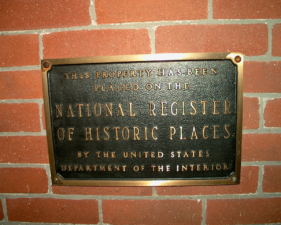 THIS PROPERTY HAS BEEN
PLACED ON THE
NATIONAL REGISTER
OF HISTORIC PLACES
BY THE UNITED STATES
DEPARTMENT OF THE INTERIOR